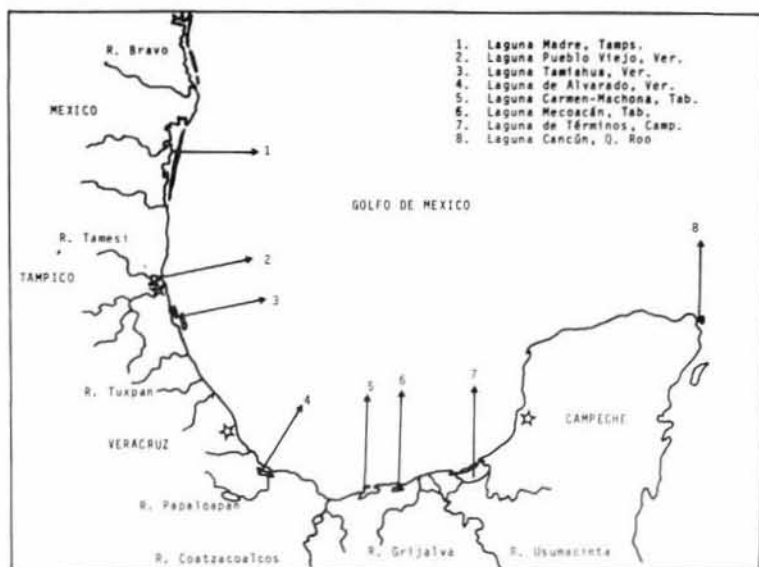 1. Laguna Madre, Tamps.
2. Laguna Pueblo Viejo, Ver.
3. Laguna Tamiahua, Ver.
4. Laguna de Alvarado, Ver.
5. Laguna Carmen-Machona, Tab.
6. Laguna Mecoacán, Tab.
7. Laguna de Términos, Camp.
8. Laguna Cancún, Q. Roo
R. Bravo
MEXICO
1
GOLFO DE MEXICO
8
R. Tamesi
2
TAMPICO
3
7
R. Tuxpan
4
5
6
CAMPECHE
VERACRUZ
R. Papaloapan
R. Coatzacoalcos
R. Grijalva
R. Usumacinta